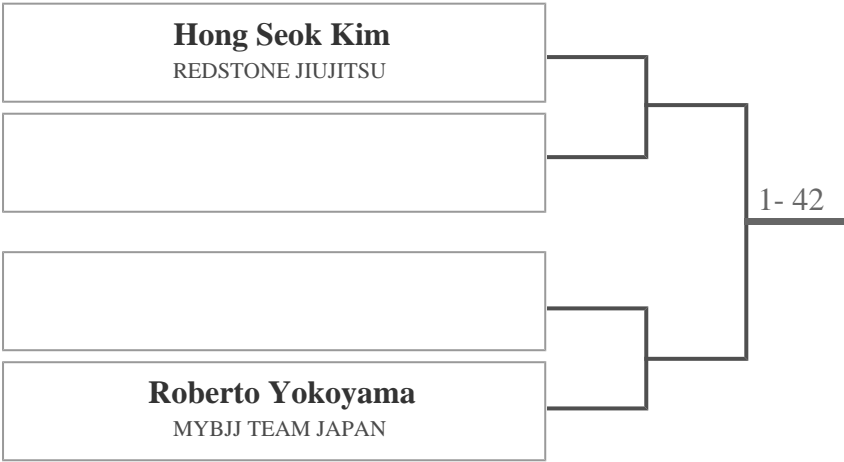 Hong Seok Kim
REDSTONE JIUJITSU
1- 42
Roberto Yokoyama
MYBJJ TEAM JAPAN